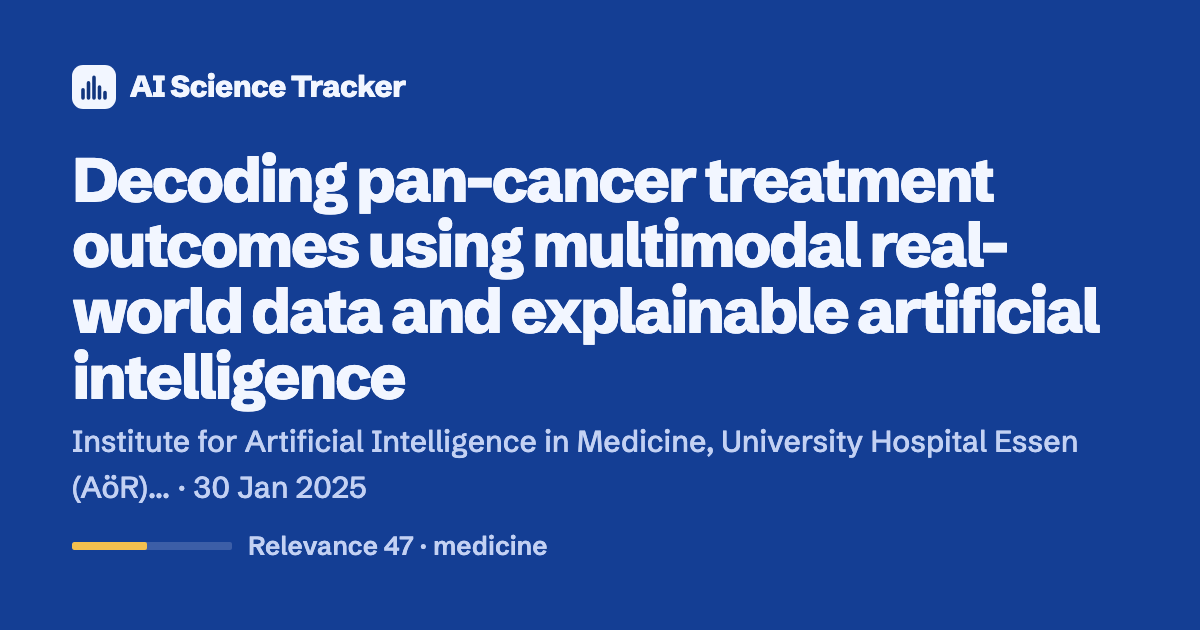 AI Science Tracker
Decoding pan-cancer treatment
outcomes using multimodal real-
world data and explainable artificial
intelligence
Institute for Artificial Intelligence in Medicine, University Hospital Essen
(AöR)... · 30 Jan 2025
Relevance 47 · medicine